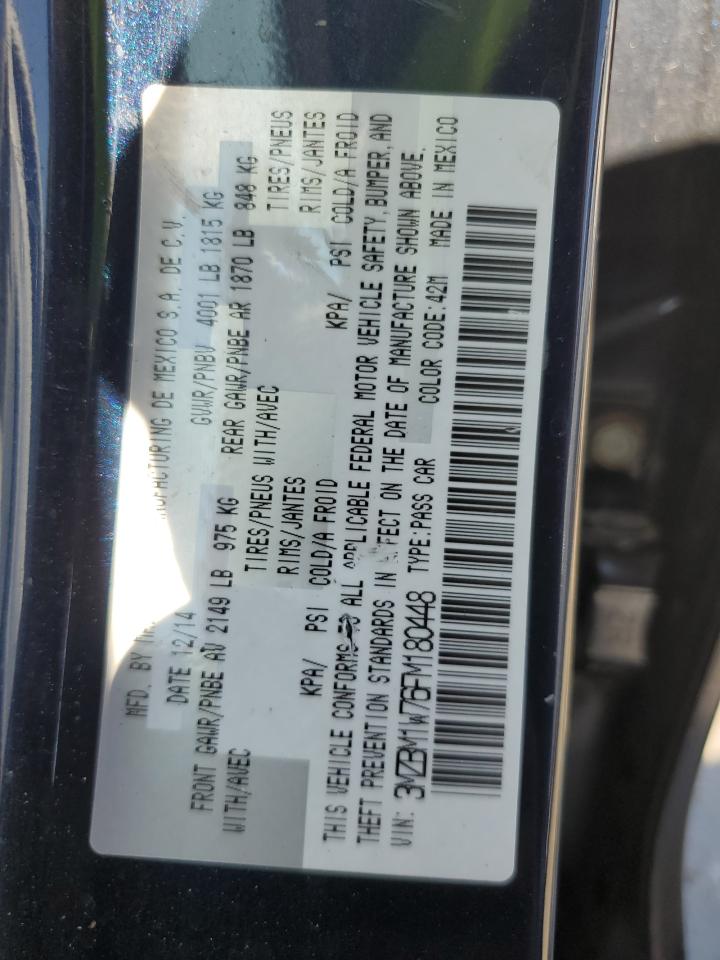 MFD. BY DE MEXICO S.A. DE C.V.
DATE 12/14 GVWR/PNBV 4001 LB 1815 KG
FRONT GAWR/PNBE AV 2149 LB 975 KG REAR GAWR/PNBE AR 1870 LB 848 KG
WITH/AVEC TIRES/PNEUS WITH/AVEC TIRES/PNEUS
RIMS/JANTES RIMS/JANTES
KPA/ PSI COLD/A FROID KPA/ PSI COLD/A FROID
THIS VEHICLE CONFORMS TO ALL APPLICABLE FEDERAL MOTOR VEHICLE SAFETY, BUMPER, AND
THEFT PREVENTION STANDARDS IN EFFECT ON THE DATE OF MANUFACTURE SHOWN ABOVE.
VIN: 3MZBM1W76FM180448 TYPE:PASS CAR COLOR CODE:42M MADE IN MEXICO